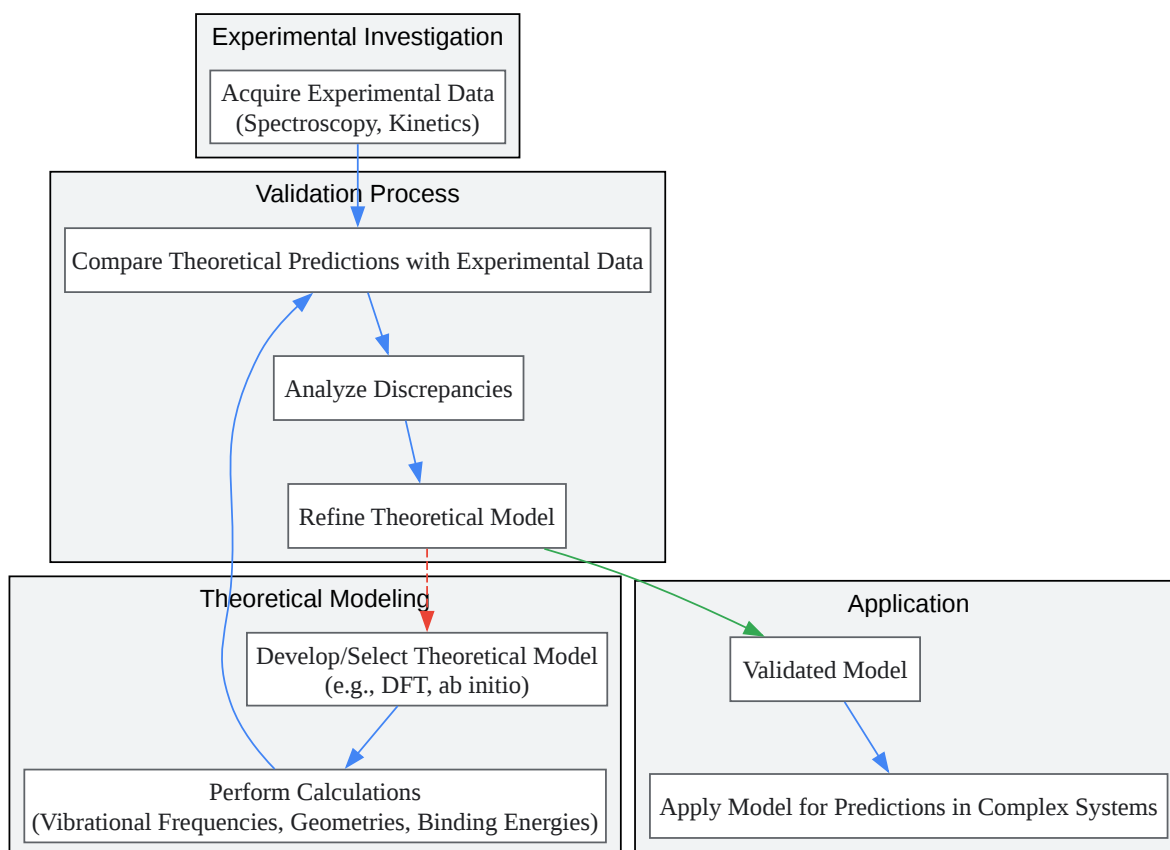 Experimental Investigation
Acquire Experimental Data
(Spectroscopy, Kinetics)
Validation Process
Compare Theoretical Predictions with Experimental Data
Analyze Discrepancies
Refine Theoretical Model
Theoretical Modeling
Develop/Select Theoretical Model
(e.g., DFT, ab initio)
Perform Calculations
(Vibrational Frequencies, Geometries, Binding Energies)
Application
Validated Model
Apply Model for Predictions in Complex Systems